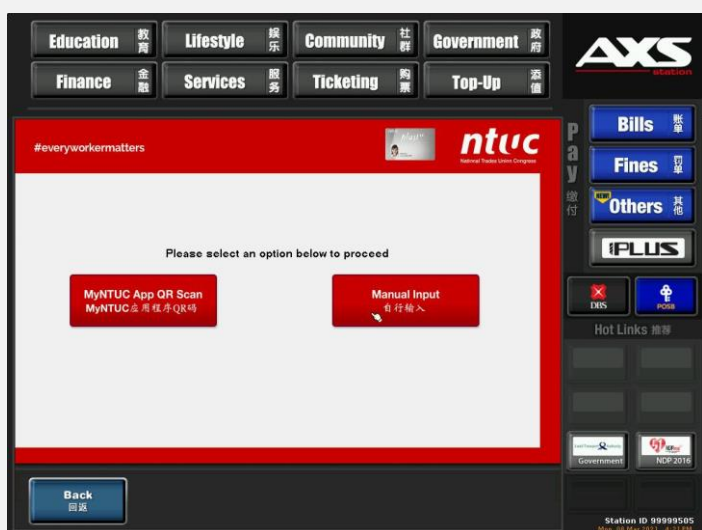 Education 教育
Lifestyle 娱乐
Community 社群
Government 政府
AXS
station
Finance 金融
Services 服务
Ticketing 购票
Top-Up 添值
#everyworkermatters
ntuc
National Trades Union Congress
Pay 缴付
Bills 账单
Fines 罚单
NEW Others 其他
iPLUS
Please select an option below to proceed
MyNTUC App QR Scan
MyNTUC应用程序QR码
Manual Input
自行输入
DBS
POSB
Hot Links 推荐
Government
NDP 2016
Back
回返
Station ID 99999505